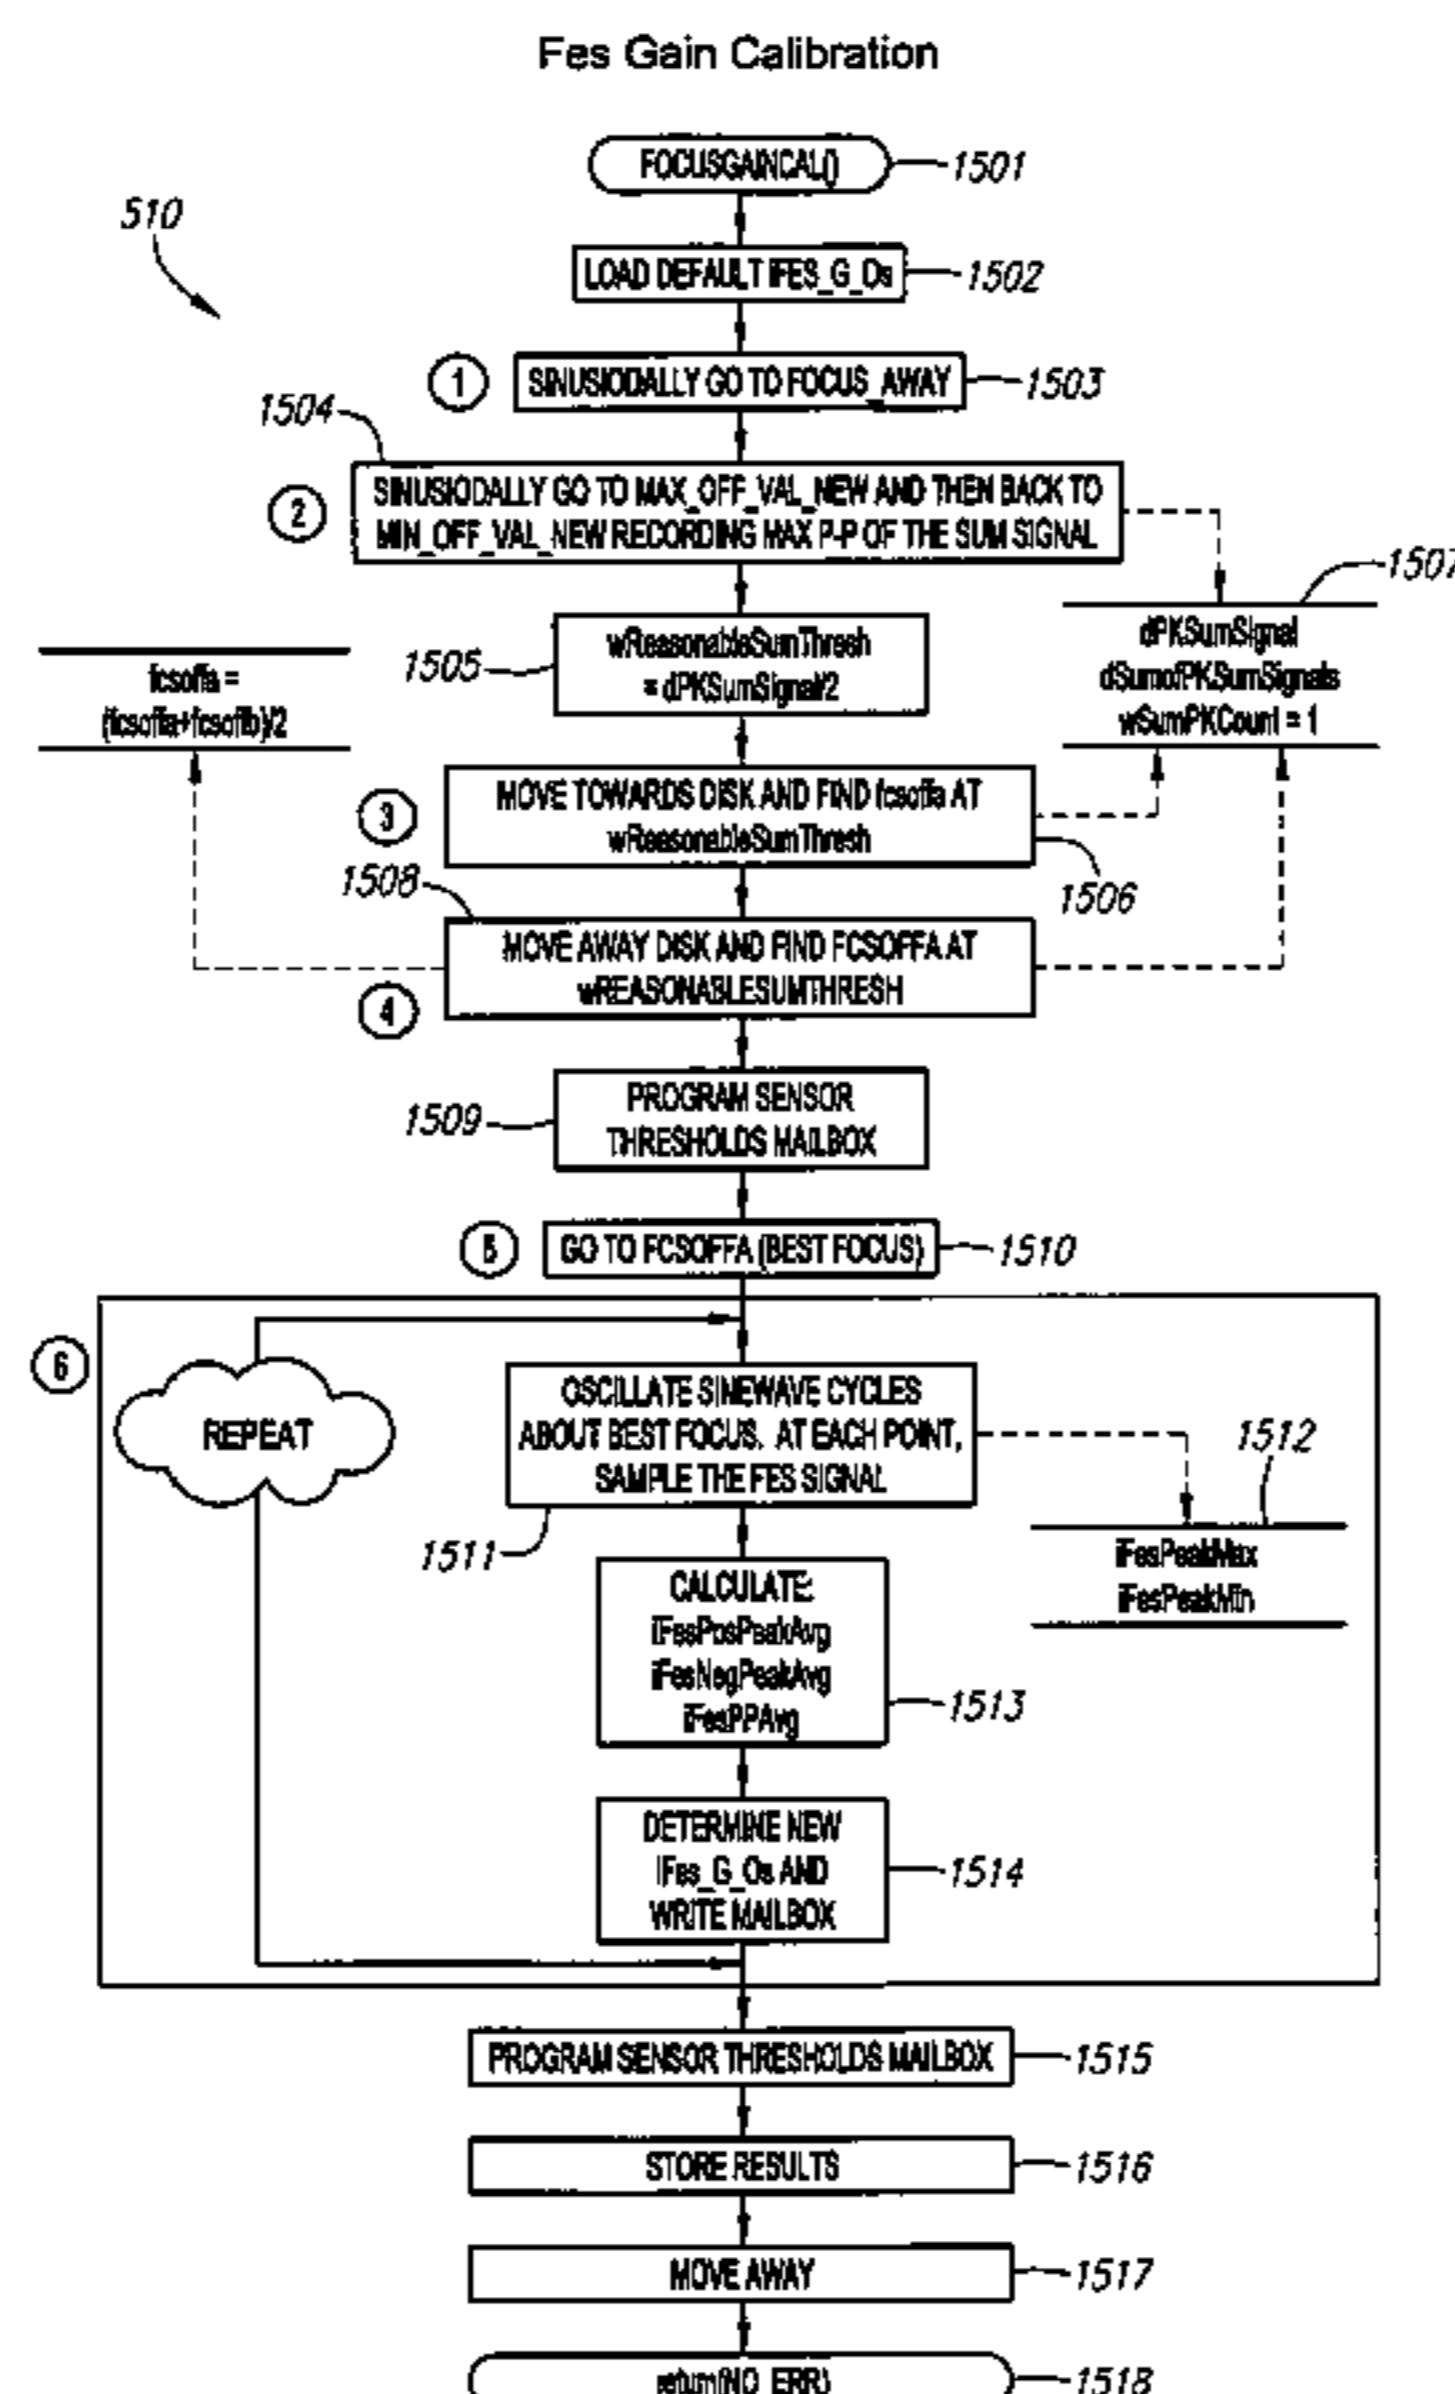 Fes Gain Calibration
FOCUSGAINCAL()
1501
510
LOAD DEFAULT iFES_G_Os
1502
1
SINUSIODALLY GO TO FOCUS_AWAY
1503
1504
2
SINUSIODALLY GO TO MAX_OFF_VAL_NEW AND THEN BACK TO
MIN_OFF_VAL_NEW RECORDING MAX P-P OF THE SUM SIGNAL
1507
dPKSumSignal
dSumofPKSumSignals
wSumPKCount = 1
1505
wReasonableSumThresh
= dPKSumSignal/2
fcsoffa =
(fcsoffa+fcsoffb)/2
3
MOVE TOWARDS DISK AND FIND fcsoffa AT
wReasonableSumThresh
1506
1508
4
MOVE AWAY DISK AND FIND FCSOFFA AT
wREASONABLESUMTHRESH
1509
PROGRAM SENSOR
THRESHOLDS MAILBOX
5
GO TO FCSOFFA (BEST FOCUS)
1510
6
REPEAT
OSCILLATE SINEWAVE CYCLES
ABOUT BEST FOCUS. AT EACH POINT,
SAMPLE THE FES SIGNAL
1511
1512
iFesPeakMax
iFesPeakMin
CALCULATE:
iFesPosPeakAvg
iFesNegPeakAvg
iFesPPAvg
1513
DETERMINE NEW
iFes_G_Os AND
WRITE MAILBOX
1514
PROGRAM SENSOR THRESHOLDS MAILBOX
1515
STORE RESULTS
1516
MOVE AWAY
1517
return(NO_ERR)
1518